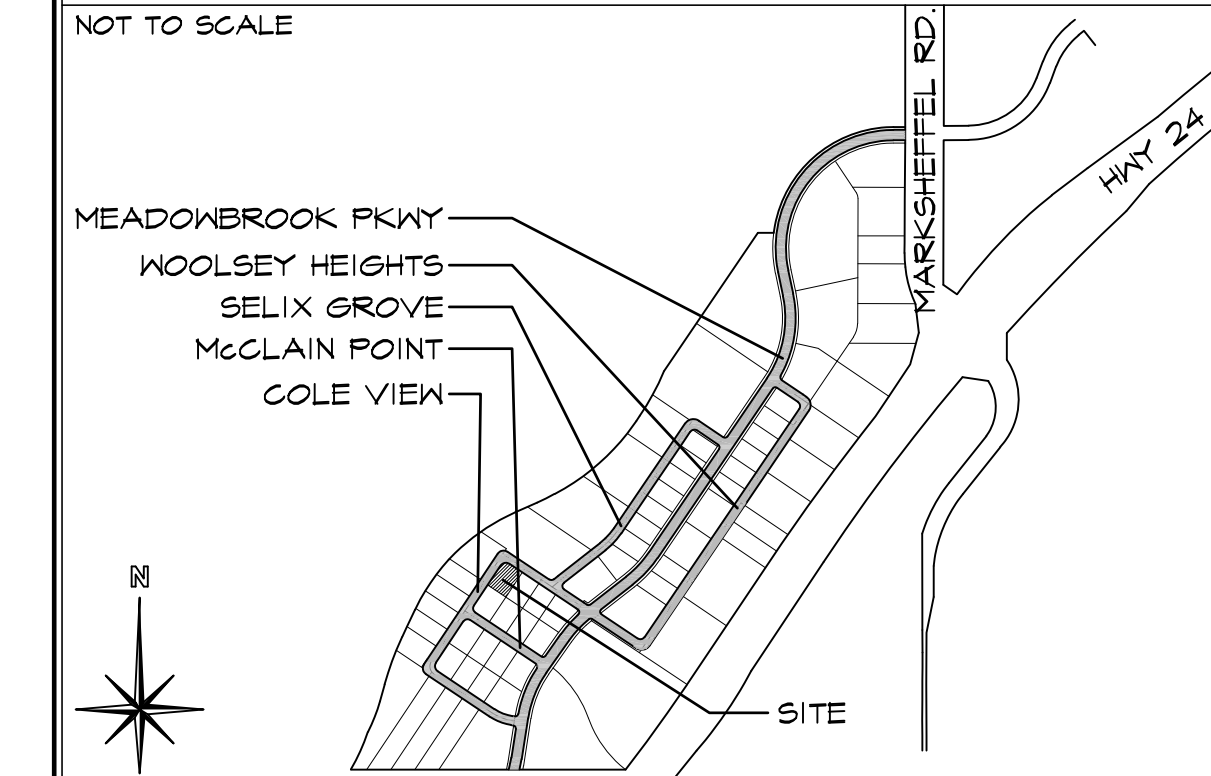 NOT TO SCALE
MARKSHEFFEL RD.
HWY 24
MEADOWBROOK PKWY
WOOLSEY HEIGHTS
SELIX GROVE
McCLAIN POINT
COLE VIEW
N
SITE